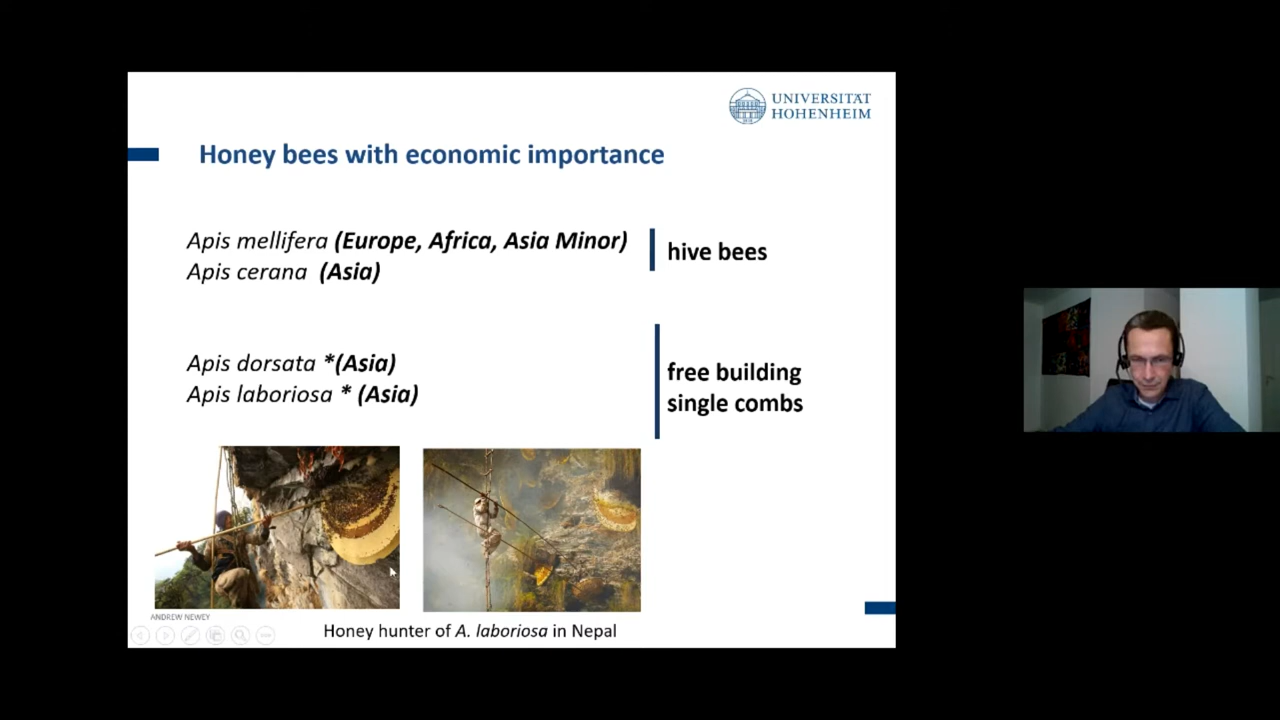 UNIVERSITÄT
HOHENHEIM
Honey bees with economic importance
Apis mellifera (Europe, Africa, Asia Minor)
Apis cerana (Asia)
hive bees
Apis dorsata *(Asia)
Apis laboriosa * (Asia)
free building
single combs
ANDREW NEWEY
Honey hunter of A. laboriosa in Nepal